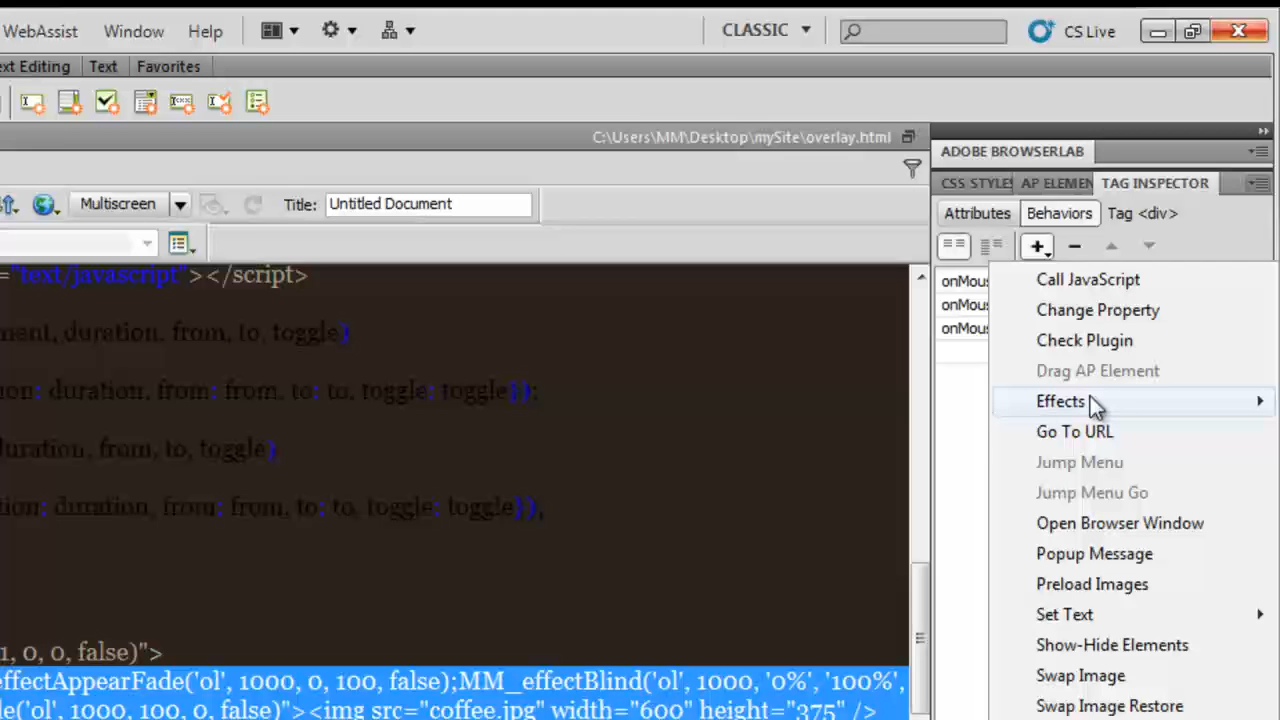 WebAssist Window Help CLASSIC CS Live
ext Editing Text Favorites
C:\Users\MM\Desktop\mySite\overlay.html
ADOBE BROWSERLAB
CSS STYLES AP ELEMEN TAG INSPECTOR
Multiscreen Title: Untitled Document
Attributes Behaviors Tag <div>
="text/javascript"></script>
ment, duration, from, to, toggle)
ion: duration, from: from, to: to, toggle: toggle});
duration, from, to, toggle)
tion: duration, from: from, to: to, toggle: toggle});
1, 0, 0, false)">
effectAppearFade('ol', 1000, 0, 100, false);MM_effectBlind('ol', 1000, '0%', '100%',
de('ol', 1000, 100, 0, false)"><img src="coffee.jpg" width="600" height="375" />
onMous
onMous
onMous
Call JavaScript
Change Property
Check Plugin
Drag AP Element
Effects
Go To URL
Jump Menu
Jump Menu Go
Open Browser Window
Popup Message
Preload Images
Set Text
Show-Hide Elements
Swap Image
Swap Image Restore